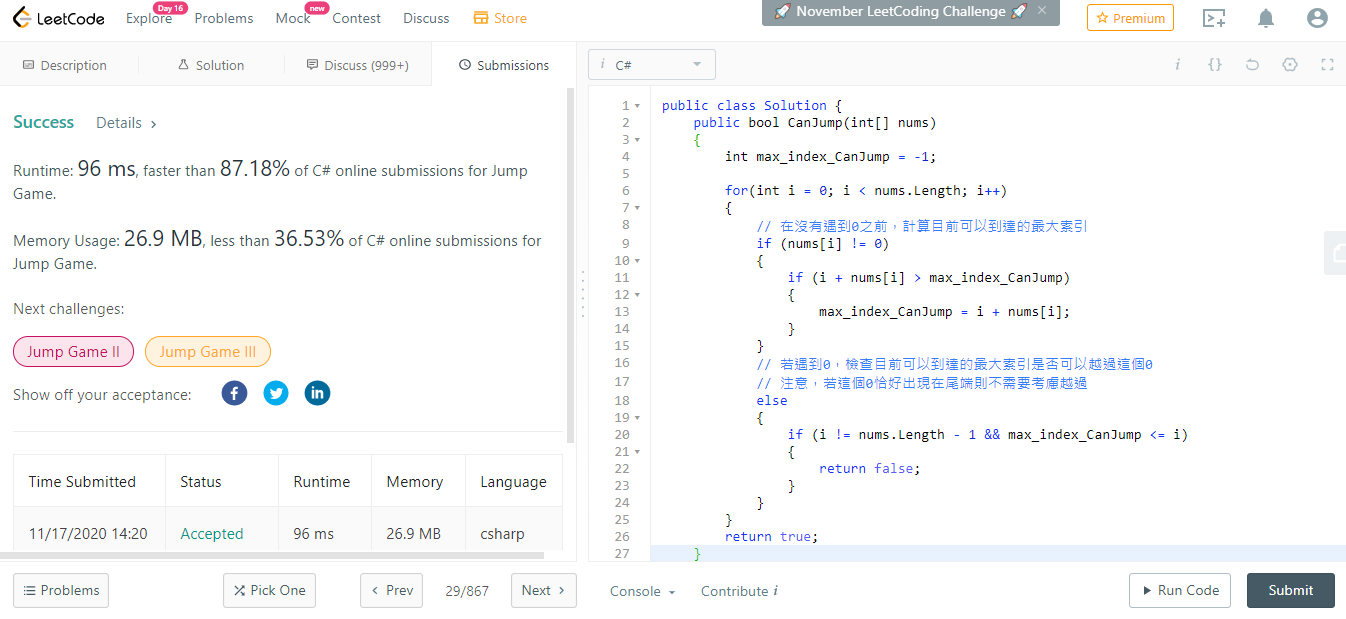 LeetCode Explore Day 16 Problems Mock new Contest Discuss Store 🚀 November LeetCoding Challenge 🚀 × Premium
Description Solution Discuss (999+) Submissions i C# i {}
Success Details >
Runtime: 96 ms, faster than 87.18% of C# online submissions for Jump
Game.
Memory Usage: 26.9 MB, less than 36.53% of C# online submissions for
Jump Game.
Next challenges:
Jump Game II Jump Game III
Show off your acceptance:
Time Submitted Status Runtime Memory Language
11/17/2020 14:20 Accepted 96 ms 26.9 MB csharp
1 public class Solution {
2 public bool CanJump(int[] nums)
3 {
4 int max_index_CanJump = -1;
5
6 for(int i = 0; i < nums.Length; i++)
7 {
8 // 在沒有遇到0之前，計算目前可以到達的最大索引
9 if (nums[i] != 0)
10 {
11 if (i + nums[i] > max_index_CanJump)
12 {
13 max_index_CanJump = i + nums[i];
14 }
15 }
16 // 若遇到0，檢查目前可以到達的最大索引是否可以越過這個0
17 // 注意，若這個0恰好出現在尾端則不需要考慮越過
18 else
19 {
20 if (i != nums.Length - 1 && max_index_CanJump <= i)
21 {
22 return false;
23 }
24 }
25 }
26 return true;
27 }
Problems Pick One < Prev 29/867 Next > Console Contribute i Run Code Submit